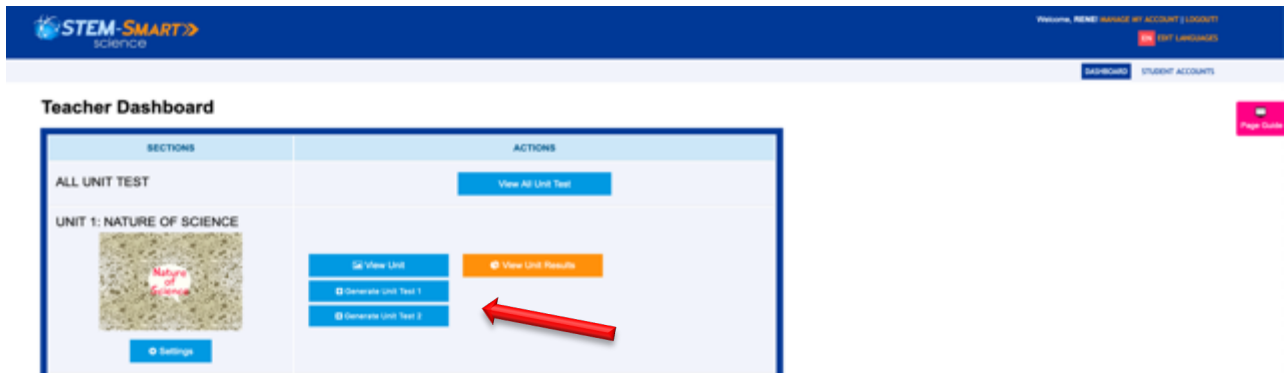 STEM-SMART
science
Welcome, RENE! MANAGE MY ACCOUNT | LOGOUT!
EN EDIT LANGUAGES
DASHBOARD STUDENT ACCOUNTS
Teacher Dashboard
Page Guide
SECTIONS ACTIONS
ALL UNIT TEST View All Unit Test
UNIT 1: NATURE OF SCIENCE
Nature
of
Science
View Unit View Unit Results
Generate Unit Test 1
Generate Unit Test 2
Settings